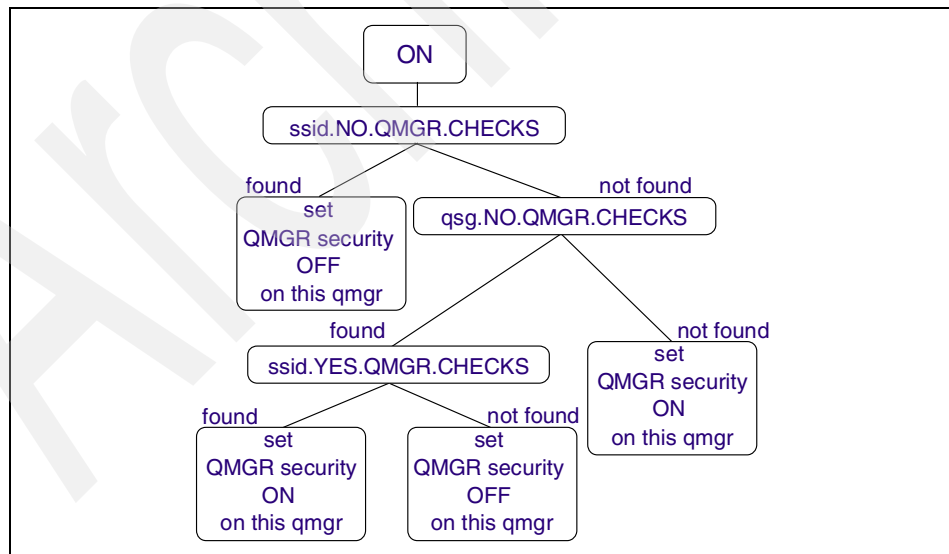 ON
ssid.NO.QMGR.CHECKS
found
not found
set
QMGR security
OFF
on this qmgr
qsg.NO.QMGR.CHECKS
found
not found
ssid.YES.QMGR.CHECKS
set
QMGR security
ON
on this qmgr
found
not found
set
QMGR security
ON
on this qmgr
set
QMGR security
OFF
on this qmgr